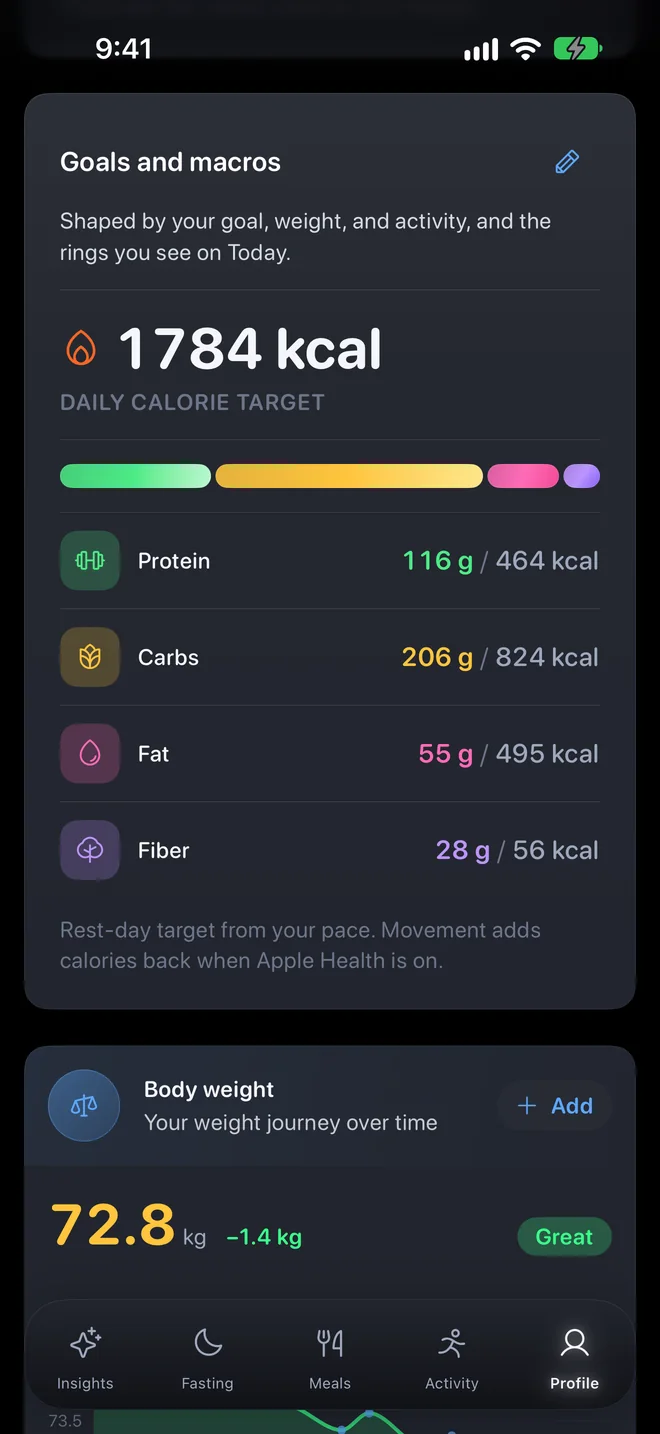 9:41
Goals and macros
Shaped by your goal, weight, and activity, and the
rings you see on Today.
1 784 kcal
DAILY CALORIE TARGET
Protein 116 g / 464 kcal
Carbs 206 g / 824 kcal
Fat 55 g / 495 kcal
Fiber 28 g / 56 kcal
Rest-day target from your pace. Movement adds
calories back when Apple Health is on.
Body weight
Your weight journey over time
+ Add
72.8 kg −1.4 kg Great
Insights Fasting Meals Activity Profile
73.5